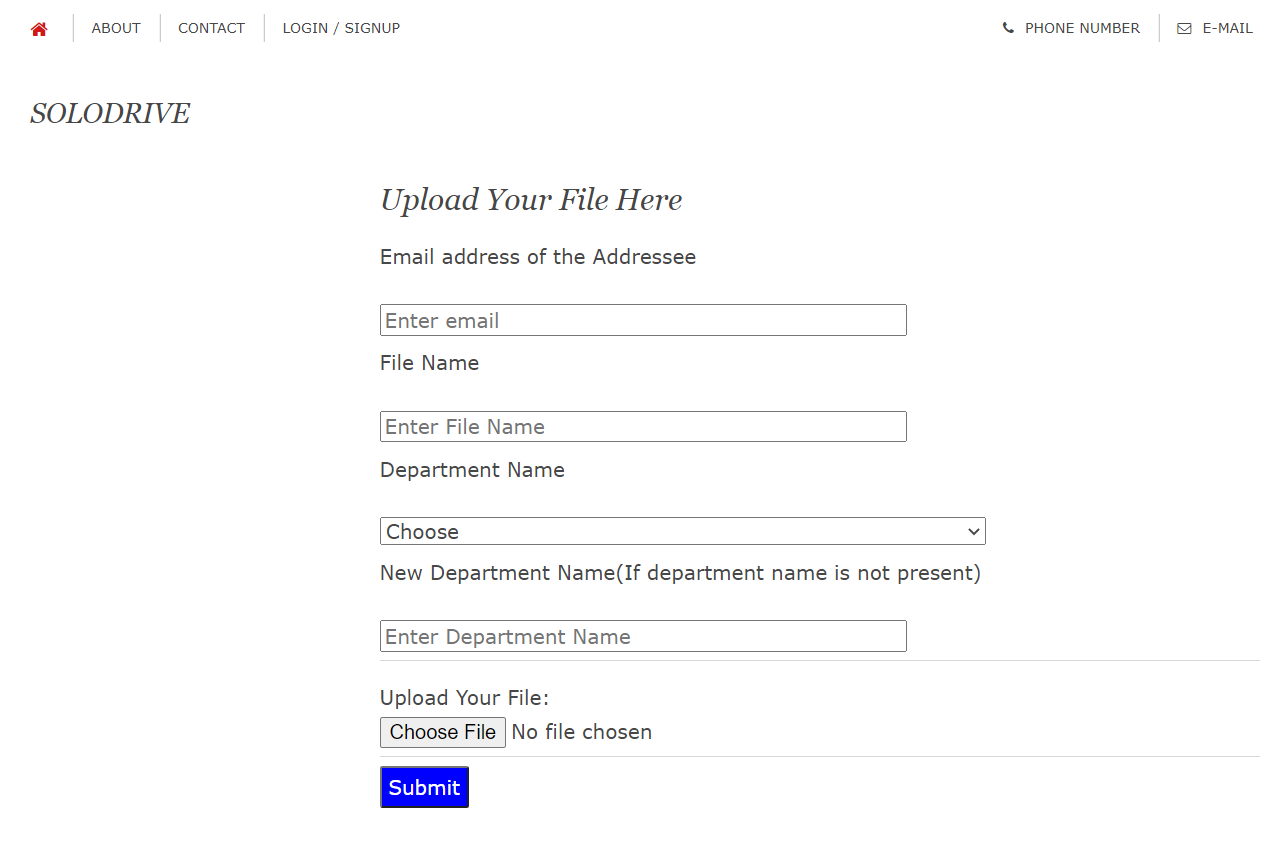 ABOUT CONTACT LOGIN / SIGNUP PHONE NUMBER E-MAIL
SOLODRIVE
Upload Your File Here
Email address of the Addressee
Enter email
File Name
Enter File Name
Department Name
Choose
New Department Name(If department name is not present)
Enter Department Name
Upload Your File:
Choose File No file chosen
Submit